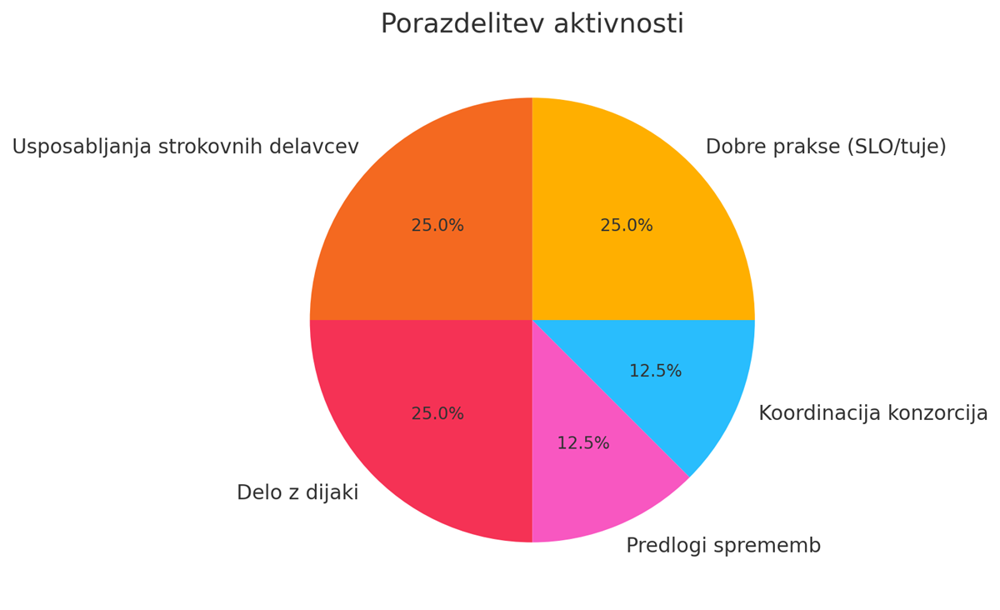 Porazdelitev aktivnosti
Usposabljanja strokovnih delavcev
Dobre prakse (SLO/tuje)
25.0%
25.0%
12.5%
Koordinacija konzorcija
25.0%
12.5%
Delo z dijaki
Predlogi sprememb